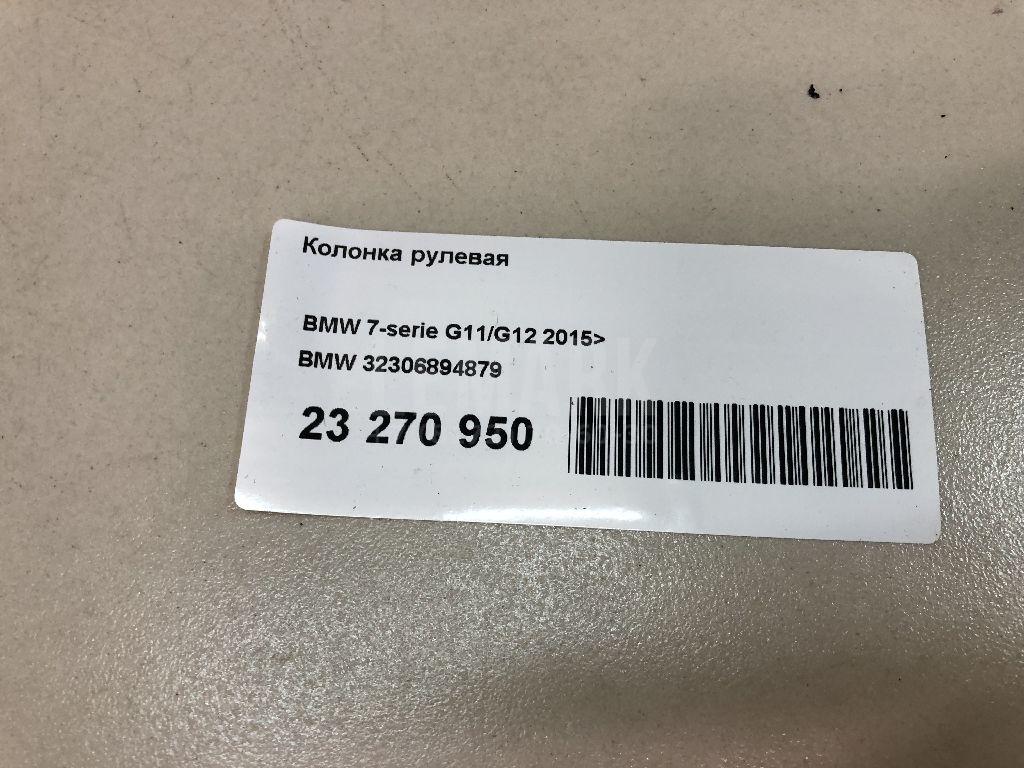 Колонка рулевая
BMW 7-serie G11/G12 2015>
BMW 32306894879
23 270 950